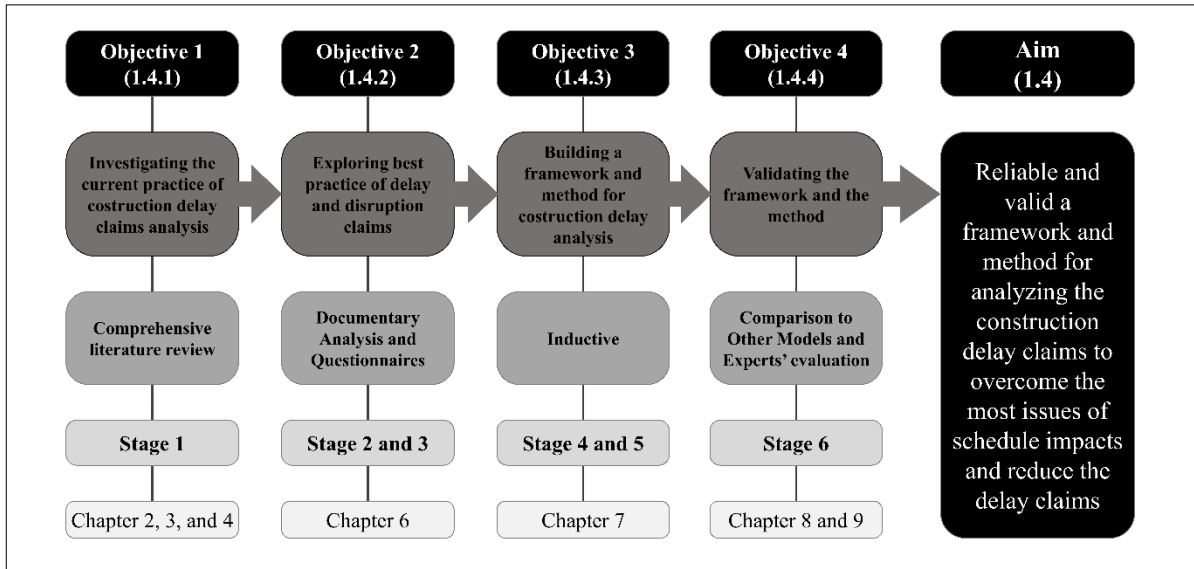 Objective 1
(1.4.1)
Objective 2
(1.4.2)
Objective 3
(1.4.3)
Objective 4
(1.4.4)
Aim
(1.4)
Investigating the
current practice of
costruction delay
claims analysis
Exploring best
practice of delay
and disruption
claims
Building a
framework and
method for
costruction delay
analysis
Validating the
framework and the
method
Reliable and
valid a
framework and
method for
analyzing the
construction
delay claims to
overcome the
most issues of
schedule impacts
and reduce the
delay claims
Comprehensive
literature review
Documentary
Analysis and
Questionnaires
Inductive
Comparison to
Other Models and
Experts’ evaluation
Stage 1
Stage 2 and 3
Stage 4 and 5
Stage 6
Chapter 2, 3, and 4
Chapter 6
Chapter 7
Chapter 8 and 9